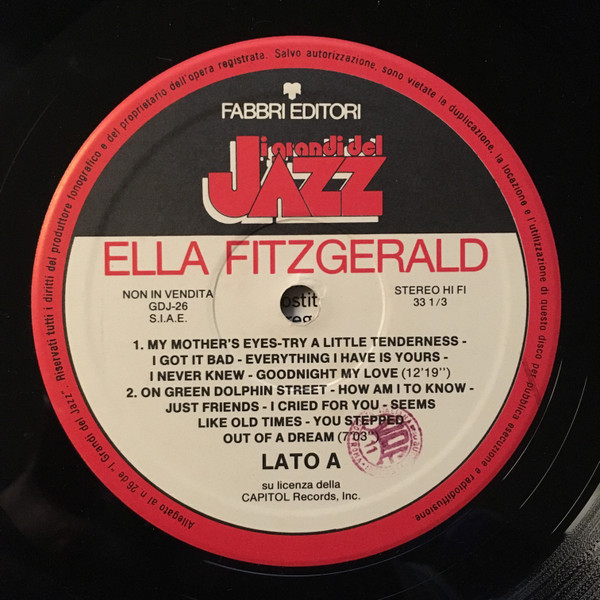 Riservati tutti i diritti del produttore fonografico e del proprietario dell'opera registrata. Salvo autorizzazione, sono vietate la duplicazione, la locazione e l'utilizzazione di questo disco per pubblica esecuzione e radiodiffusione
FABBRI EDITORI
i grandi del
JAZZ
ELLA FITZGERALD
NON IN VENDITA
GDJ-26
S.I.A.E.
STEREO HI FI
33 1/3
1. MY MOTHER'S EYES-TRY A LITTLE TENDERNESS -
I GOT IT BAD - EVERYTHING I HAVE IS YOURS -
I NEVER KNEW - GOODNIGHT MY LOVE (12'19'')
2. ON GREEN DOLPHIN STREET - HOW AM I TO KNOW -
JUST FRIENDS - I CRIED FOR YOU - SEEMS
LIKE OLD TIMES - YOU STEPPED
OUT OF A DREAM (7'03
LATO A
su licenza della
CAPITOL Records, Inc.
Allegato al n 26 de "I Grandi del Jazz"